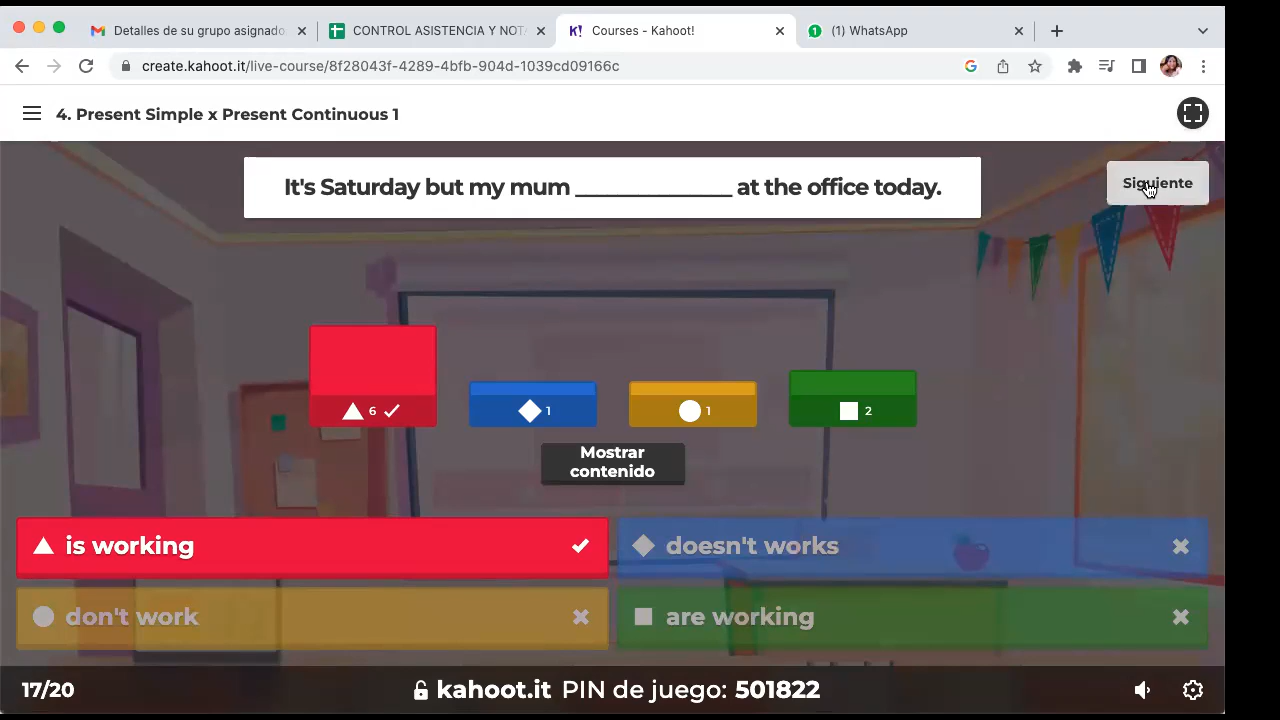 Detalles de su grupo asignado
CONTROL ASISTENCIA Y NOT
K! Courses - Kahoot!
1 (1) WhatsApp
create.kahoot.it/live-course/8f28043f-4289-4bfb-904d-1039cd09166c
4. Present Simple x Present Continuous 1
It's Saturday but my mum ______________ at the office today.
Siguiente
6
1
1
2
Mostrar
contenido
is working
doesn't works
don't work
are working
17/20
kahoot.it PIN de juego: 501822